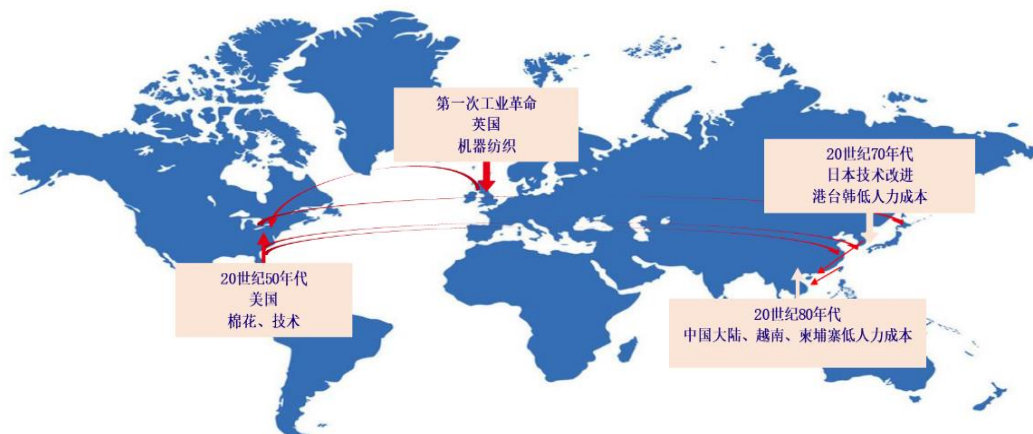 第一次工业革命
英国
机器纺织
20世纪70年代
日本技术改进
港台韩低人力成本
20世纪50年代
美国
棉花、技术
20世纪80年代
中国大陆、越南、柬埔寨低人力成本